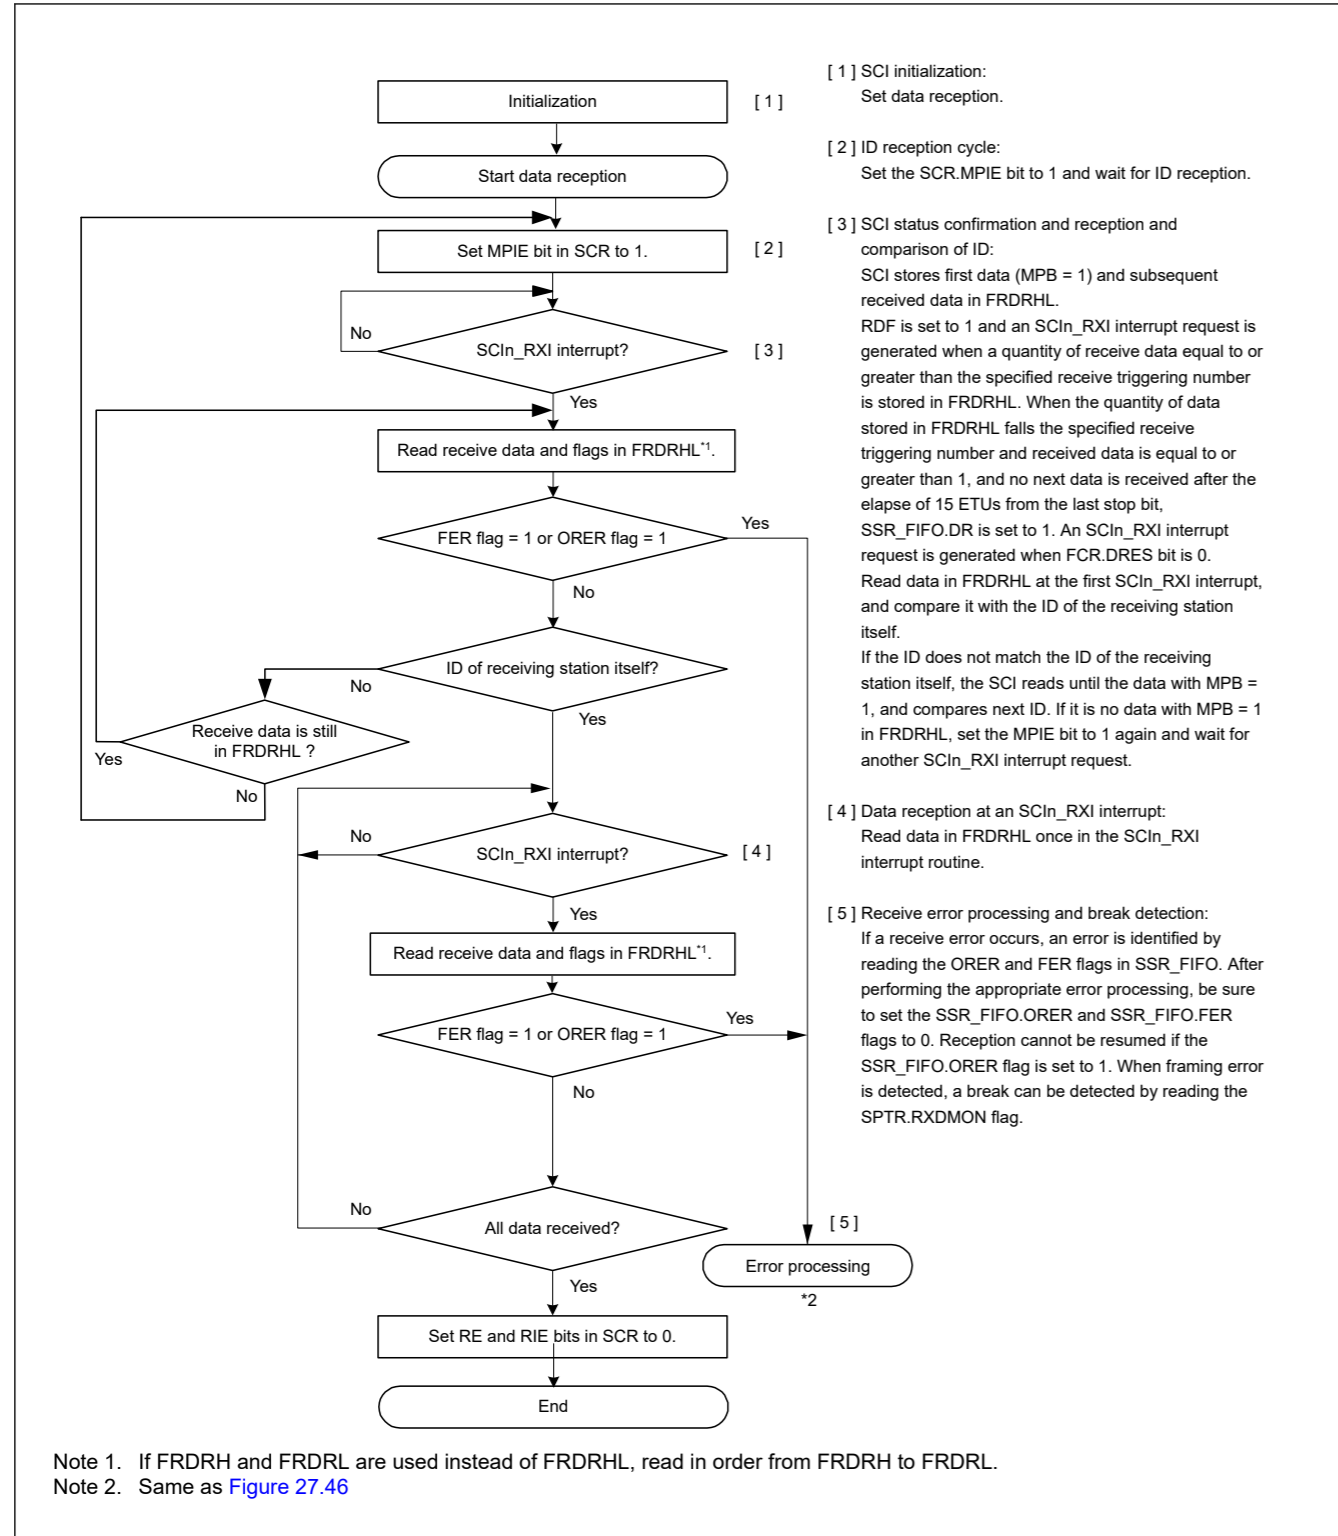 Initialization
[ 1 ]
Start data reception
Set MPIE bit in SCR to 1.
[ 2 ]
No
SCIn_RXI interrupt?
[ 3 ]
Yes
Read receive data and flags in FRDRHL*1.
FER flag = 1 or ORER flag = 1
Yes
No
ID of receiving station itself?
No
Yes
Receive data is still
in FRDRHL ?
Yes
No
No
SCIn_RXI interrupt?
[ 4 ]
Yes
Read receive data and flags in FRDRHL*1.
FER flag = 1 or ORER flag = 1
Yes
No
No
All data received?
[ 5 ]
Error processing
*2
Yes
Set RE and RIE bits in SCR to 0.
End
[ 1 ] SCI initialization:
Set data reception.
[ 2 ] ID reception cycle:
Set the SCR.MPIE bit to 1 and wait for ID reception.
[ 3 ] SCI status confirmation and reception and
comparison of ID:
SCI stores first data (MPB = 1) and subsequent
received data in FRDRHL.
RDF is set to 1 and an SCIn_RXI interrupt request is
generated when a quantity of receive data equal to or
greater than the specified receive triggering number
is stored in FRDRHL. When the quantity of data
stored in FRDRHL falls the specified receive
triggering number and received data is equal to or
greater than 1, and no next data is received after the
elapse of 15 ETUs from the last stop bit,
SSR_FIFO.DR is set to 1. An SCIn_RXI interrupt
request is generated when FCR.DRES bit is 0.
Read data in FRDRHL at the first SCIn_RXI interrupt,
and compare it with the ID of the receiving station
itself.
If the ID does not match the ID of the receiving
station itself, the SCI reads until the data with MPB =
1, and compares next ID. If it is no data with MPB = 1
in FRDRHL, set the MPIE bit to 1 again and wait for
another SCIn_RXI interrupt request.
[ 4 ] Data reception at an SCIn_RXI interrupt:
Read data in FRDRHL once in the SCIn_RXI
interrupt routine.
[ 5 ] Receive error processing and break detection:
If a receive error occurs, an error is identified by
reading the ORER and FER flags in SSR_FIFO. After
performing the appropriate error processing, be sure
to set the SSR_FIFO.ORER and SSR_FIFO.FER
flags to 0. Reception cannot be resumed if the
SSR_FIFO.ORER flag is set to 1. When framing error
is detected, a break can be detected by reading the
SPTR.RXDMON flag.
Note 1. If FRDRH and FRDRL are used instead of FRDRHL, read in order from FRDRH to FRDRL.
Note 2. Same as Figure 27.46